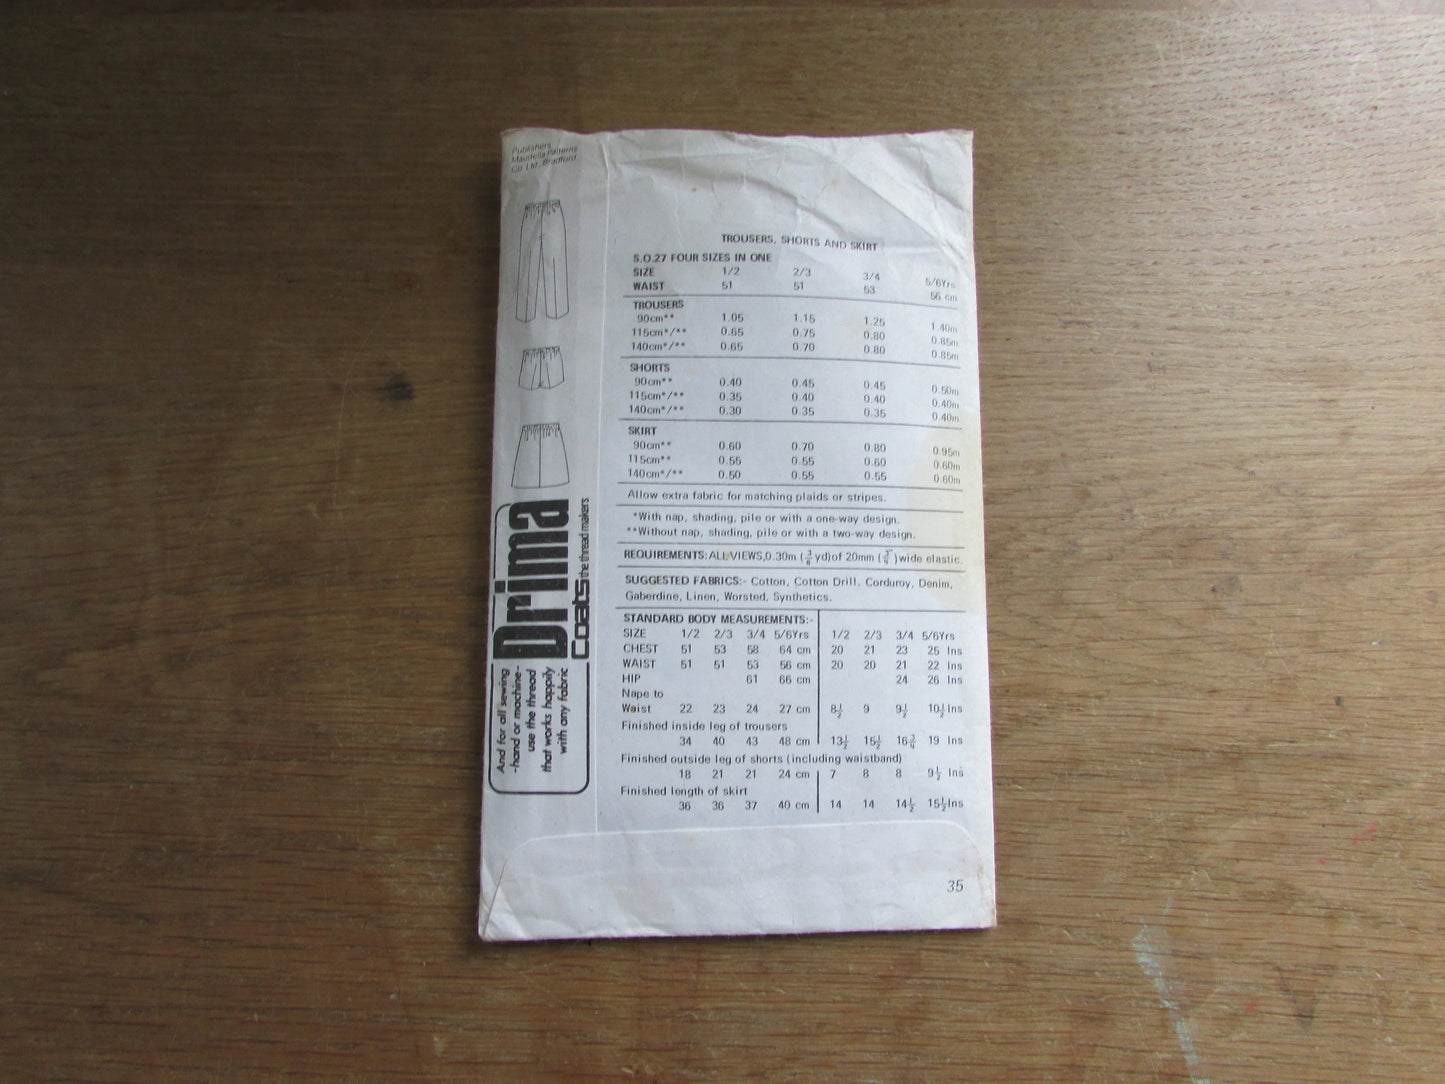 Publishers
Maudella Patterns
Co Ltd, Bradford
TROUSERS, SHORTS AND SKIRT
S.O.27 FOUR SIZES IN ONE
SIZE 1/2 2/3 3/4 5/6Yrs
WAIST 51 51 53 56 cm
TROUSERS
90cm** 1.05 1.15 1.25 1.40m
115cm*/** 0.65 0.75 0.80 0.85m
140cm*/** 0.65 0.70 0.80 0.85m
SHORTS
90cm** 0.40 0.45 0.45 0.50m
115cm*/** 0.35 0.40 0.40 0.40m
140cm*/** 0.30 0.35 0.35 0.40m
SKIRT
90cm** 0.60 0.70 0.80 0.95m
115cm** 0.55 0.55 0.60 0.60m
140cm*/** 0.50 0.55 0.55 0.60m
Allow extra fabric for matching plaids or stripes.
*With nap, shading, pile or with a one-way design.
**Without nap, shading, pile or with a two-way design.
REQUIREMENTS: ALL VIEWS, 0.30m (3/8 yd) of 20mm (3/4") wide elastic.
SUGGESTED FABRICS:- Cotton, Cotton Drill, Corduroy, Denim,
Gaberdine, Linen, Worsted, Synthetics.
STANDARD BODY MEASUREMENTS:-
SIZE 1/2 2/3 3/4 5/6Yrs 1/2 2/3 3/4 5/6Yrs
CHEST 51 53 58 64 cm 20 21 23 25 Ins
WAIST 51 51 53 56 cm 20 20 21 22 Ins
HIP 61 66 cm 24 26 Ins
Nape to
Waist 22 23 24 27 cm 8½ 9 9½ 10½Ins
Finished inside leg of trousers
34 40 43 48 cm 13½ 15½ 16¾ 19 Ins
Finished outside leg of shorts (including waistband)
18 21 21 24 cm 7 8 8 9½ Ins
Finished length of skirt
36 36 37 40 cm 14 14 14½ 15½Ins
35
Drima
Coats the thread makers
And for all sewing
-hand or machine-
use the thread
that works happily
with any fabric